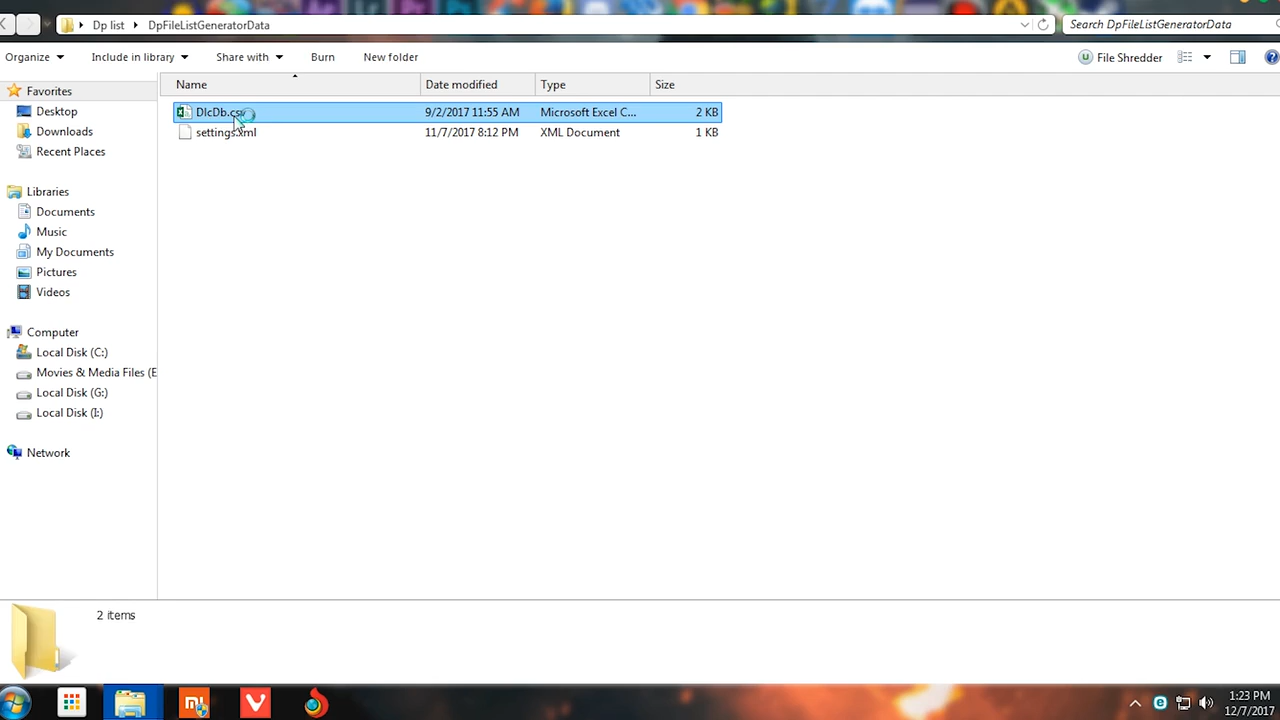 Dp list DpFileListGeneratorData Search DpFileListGeneratorData
Organize Include in library Share with Burn New folder File Shredder
Name Date modified Type Size
Favorites
Desktop
Downloads
Recent Places
Libraries
Documents
Music
My Documents
Pictures
Videos
Computer
Local Disk (C:)
Movies & Media Files (E
Local Disk (G:)
Local Disk (I:)
Network
DlcDb.csv 9/2/2017 11:55 AM Microsoft Excel C... 2 KB
settings.xml 11/7/2017 8:12 PM XML Document 1 KB
2 items
1:23 PM
12/7/2017